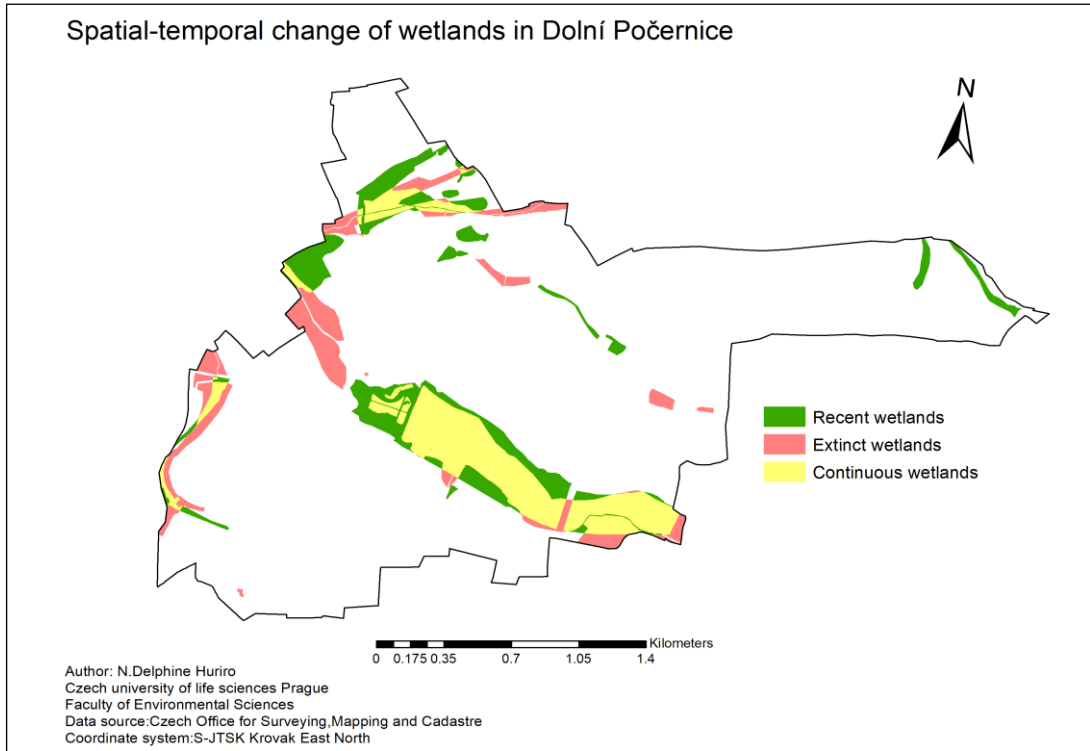 Spatial-temporal change of wetlands in Dolní Počernice
N
Recent wetlands
Extinct wetlands
Continuous wetlands
Kilometers
0 0.175 0.35 0.7 1.05 1.4
Author: N.Delphine Huriro
Czech university of life sciences Prague
Faculty of Environmental Sciences
Data source:Czech Office for Surveying,Mapping and Cadastre
Coordinate system:S-JTSK Krovak East North